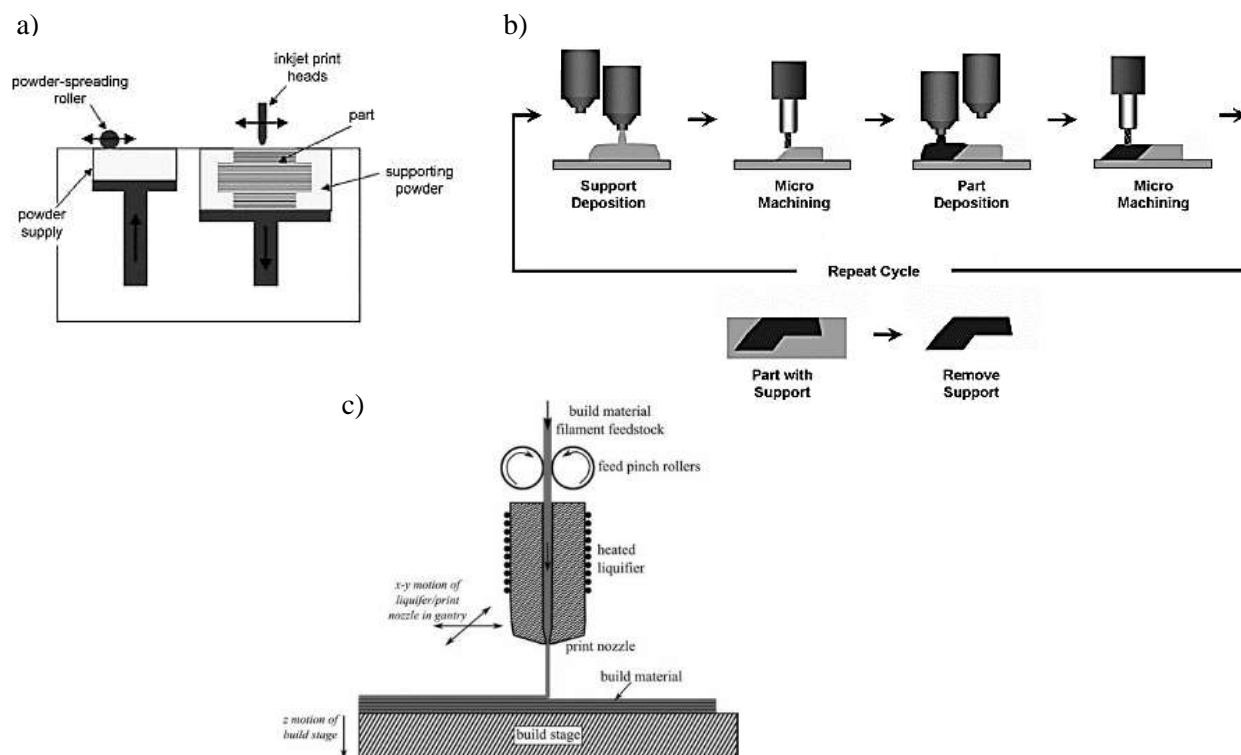 a)
inkjet print
heads
powder-spreading
roller
part
supporting
powder
powder
supply
b)
Support
Deposition
Micro
Machining
Part
Deposition
Micro
Machining
Repeat Cycle
Part with
Support
Remove
Support
c)
build material
filament feedstock
feed pinch rollers
heated
liquifier
x-y motion of
liquifer/print
nozzle in gantry
print nozzle
build material
z motion of
build stage
build stage